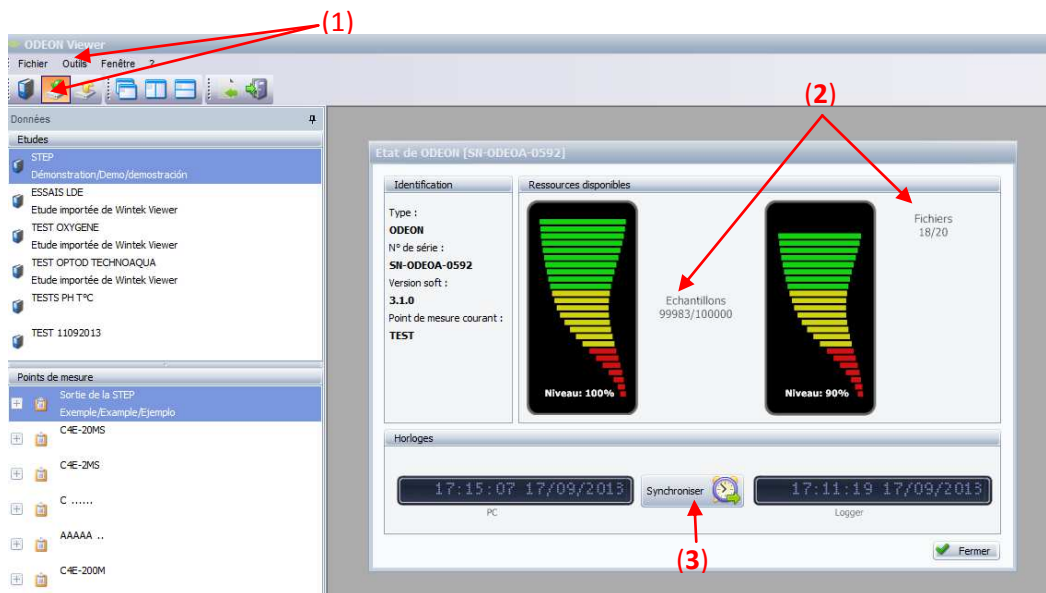 (1)
ODEON Viewer
Fichier Outils Fenêtre ?
Données
Etudes
STEP
Démonstration/Demo/demostración
ESSAIS LDE
Etude importée de Wintek Viewer
TEST OXYGENE
Etude importée de Wintek Viewer
TEST OPTOD TECHNOAQUA
Etude importée de Wintek Viewer
TESTS PH T°C
TEST 11092013
Points de mesure
Sortie de la STEP
Exemple/Example/Ejemplo
C4E-20MS
C4E-2MS
C ......
AAAAA ..
C4E-200M
(2)
Etat de ODEON [SN-ODEOA-0592]
Identification
Type :
ODEON
N° de série :
SN-ODEOA-0592
Version soft :
3.1.0
Point de mesure courant :
TEST
Ressources disponibles
Niveau: 100%
Echantillons
99983/100000
Niveau: 90%
Fichiers
18/20
Horloges
17:15:07 17/09/2013
PC
Synchroniser
17:11:19 17/09/2013
Logger
(3)
Fermer